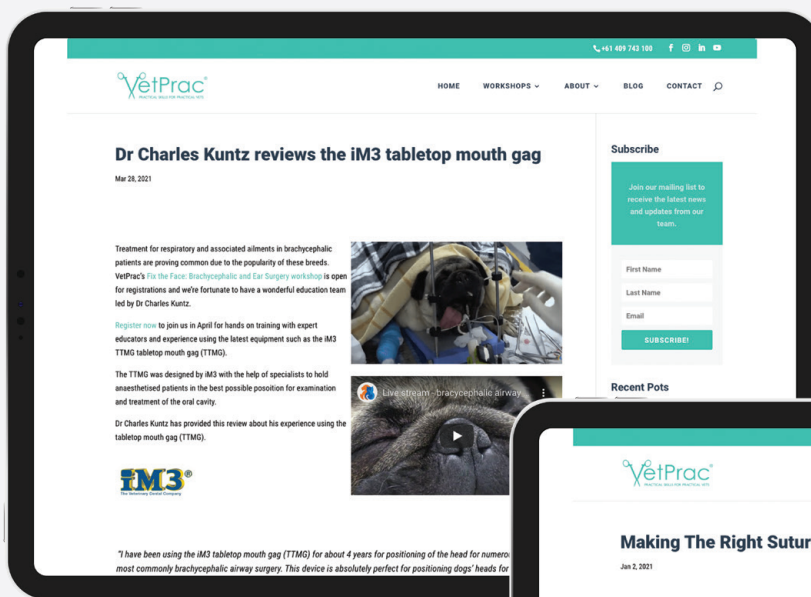 +61 409 743 100
VetPrac
PRACTICAL SKILLS FOR PRACTICAL VETS
HOME WORKSHOPS ABOUT BLOG CONTACT
Dr Charles Kuntz reviews the iM3 tabletop mouth gag
Mar 28, 2021
Treatment for respiratory and associated ailments in brachycephalic
patients are proving common due to the popularity of these breeds.
VetPrac's Fix the Face: Brachycephalic and Ear Surgery workshop is open
for registrations and we're fortunate to have a wonderful education team
led by Dr Charles Kuntz.
Register now to join us in April for hands on training with expert
educators and experience using the latest equipment such as the iM3
TTMG tabletop mouth gag (TTMG).
The TTMG was designed by iM3 with the help of specialists to hold
anaesthetised patients in the best possible posoition for examination
and treatment of the oral cavity.
Dr Charles Kuntz has provided this review about his experience using the
tabletop mouth gag (TTMG).
Live stream - bracycephalic airway
iM3®
The Veterinary Dental Company
"I have been using the iM3 tabletop mouth gag (TTMG) for about 4 years for positioning of the head for numero
most commonly brachycephalic airway surgery. This device is absolutely perfect for positioning dogs' heads for
Subscribe
Join our mailing list to
receive the latest news
and updates from our
team.
First Name
Last Name
Email
SUBSCRIBE!
Recent Pots
VetPrac
PRACTICAL SKILLS FOR PRACTICAL VETS
Making The Right Sutur
Jan 2, 2021